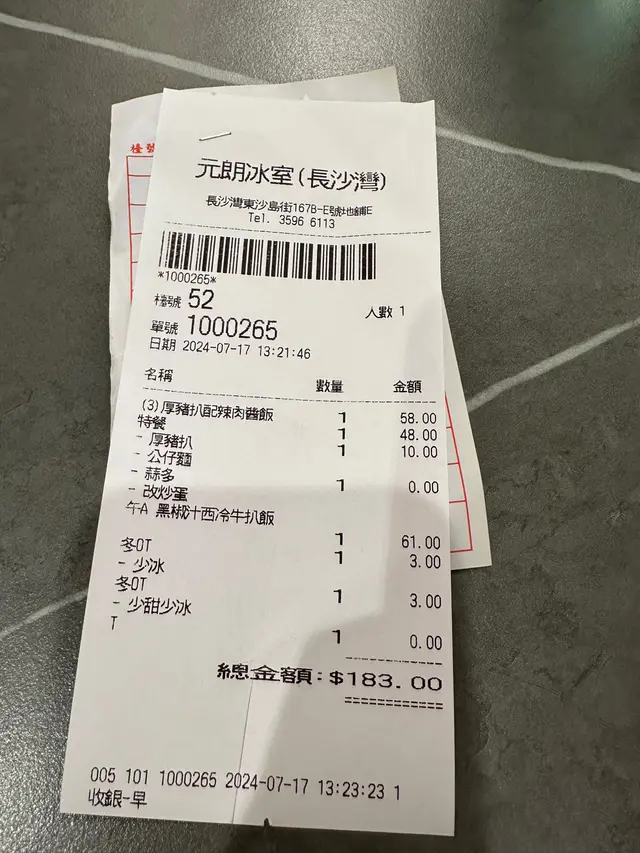 檯號
元朗冰室(長沙灣)
長沙灣東沙島街167B-E號地鋪E
Tel. 3596 6113
*1000265*
檯號 52 人數 1
單號 1000265
日期 2024-07-17 13:21:46
名稱 數量 金額
(3)厚豬扒配辣肉醬飯 1 58.00
特餐 1 48.00
- 厚豬扒 1 10.00
- 公仔麵
- 蒜多 1 0.00
- 改炒蛋
午A 黑椒汁西冷牛扒飯 1 61.00
冬OT 1 3.00
- 少冰
冬OT 1 3.00
- 少甜少冰
T 1 0.00
總金額:$183.00
005 101 1000265 2024-07-17 13:23:23 1
收銀-早